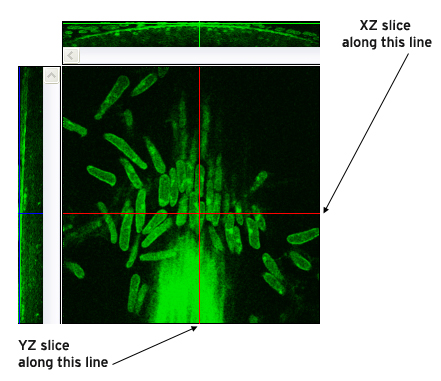 XZ slice
along this line
YZ slice
along this line